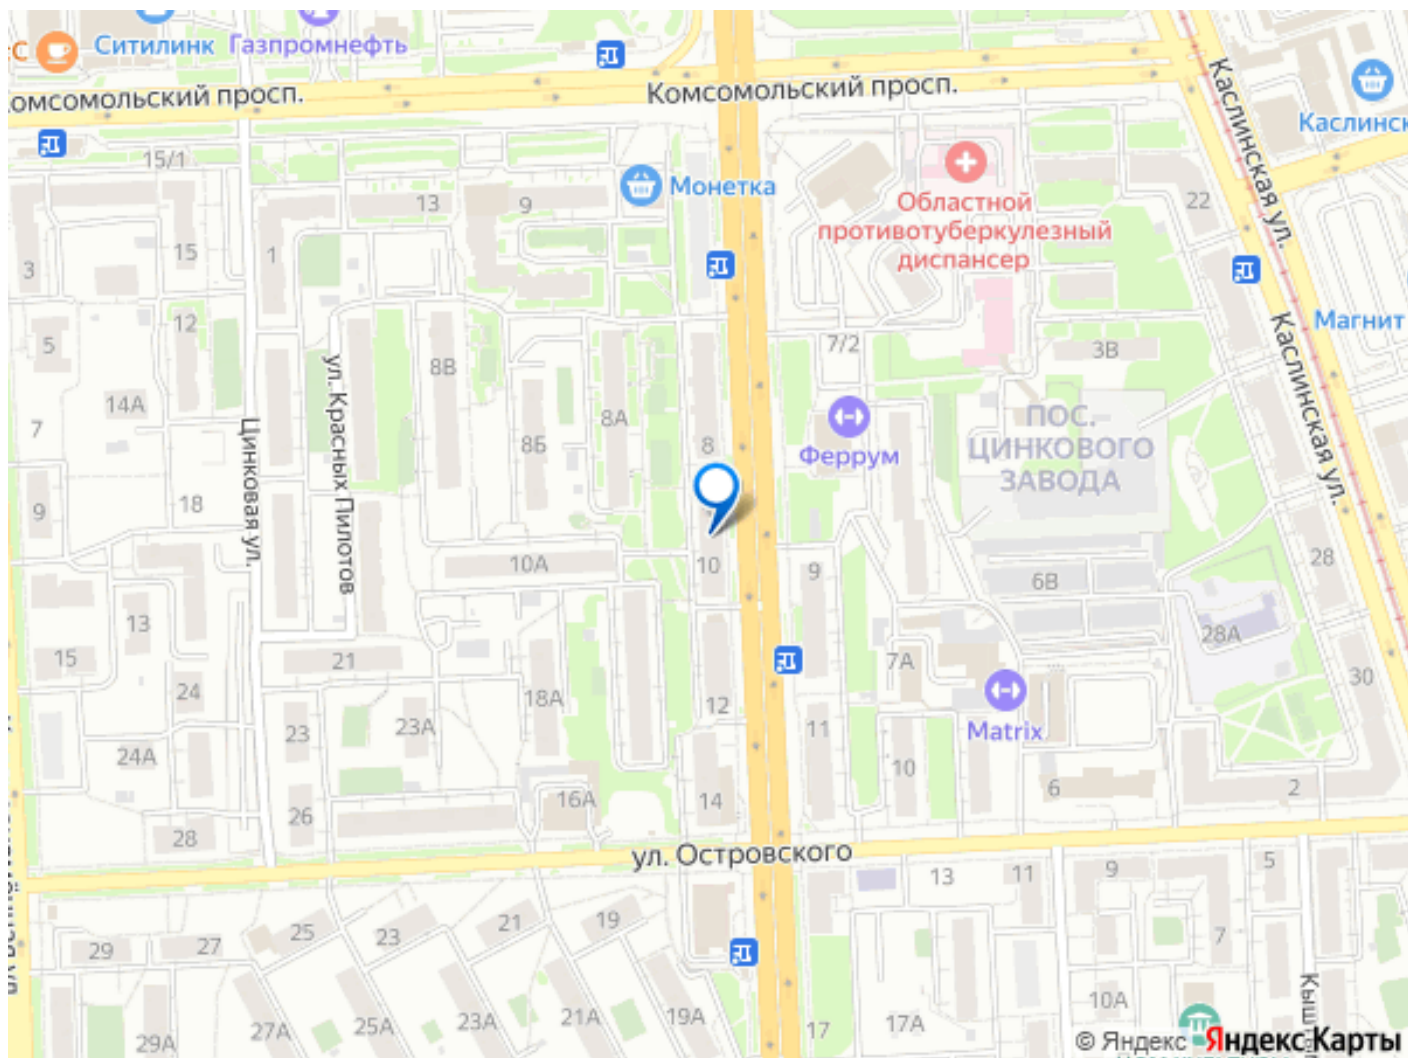 С
Ситилинк
Газпромнефть
омсомольский просп.
Комсомольский просп.
Каслинская ул.
Каслинск
15/1
Монетка
Областной
противотуберкулезный
диспансер
22
13
9
15
1
3
12
5
8В
7/2
3В
Магнит
ул. Красных Пилотов
Каслинская ул.
14А
7
8А
8Б
8
Феррум
ПОС.
ЦИНКОВОГО
ЗАВОДА
Цинковая ул.
18
9
10А
10
9
6В
28
13
28А
15
21
7А
30
24
18А
12
Matrix
23
23А
11
24А
10
6
2
26
16А
14
28
ул. Островского
13
11
9
5
29
27
25
23
21
19
7
10А
29А
27А
25А
23А
21А
19А
17
17А
Кышт
© Яндекс Яндекс Карты